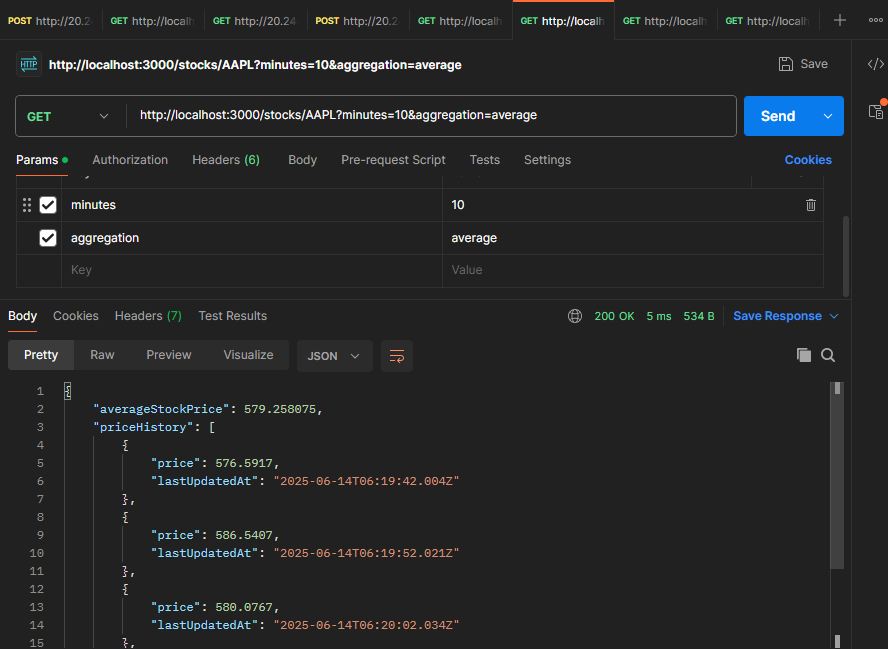 POST http://20.2
GET http://localh
GET http://20.24
POST http://20.2
GET http://localh
GET http://localh
GET http://localh
GET http://localh
HTTP http://localhost:3000/stocks/AAPL?minutes=10&aggregation=average
Save
GET http://localhost:3000/stocks/AAPL?minutes=10&aggregation=average
Send
Params Authorization Headers (6) Body Pre-request Script Tests Settings Cookies
minutes 10
aggregation average
Key Value
Body Cookies Headers (7) Test Results 200 OK 5 ms 534 B Save Response
Pretty Raw Preview Visualize JSON
1 {
2 "averageStockPrice": 579.258075,
3 "priceHistory": [
4 {
5 "price": 576.5917,
6 "lastUpdatedAt": "2025-06-14T06:19:42.004Z"
7 },
8 {
9 "price": 586.5407,
10 "lastUpdatedAt": "2025-06-14T06:19:52.021Z"
11 },
12 {
13 "price": 580.0767,
14 "lastUpdatedAt": "2025-06-14T06:20:02.034Z"
15 },